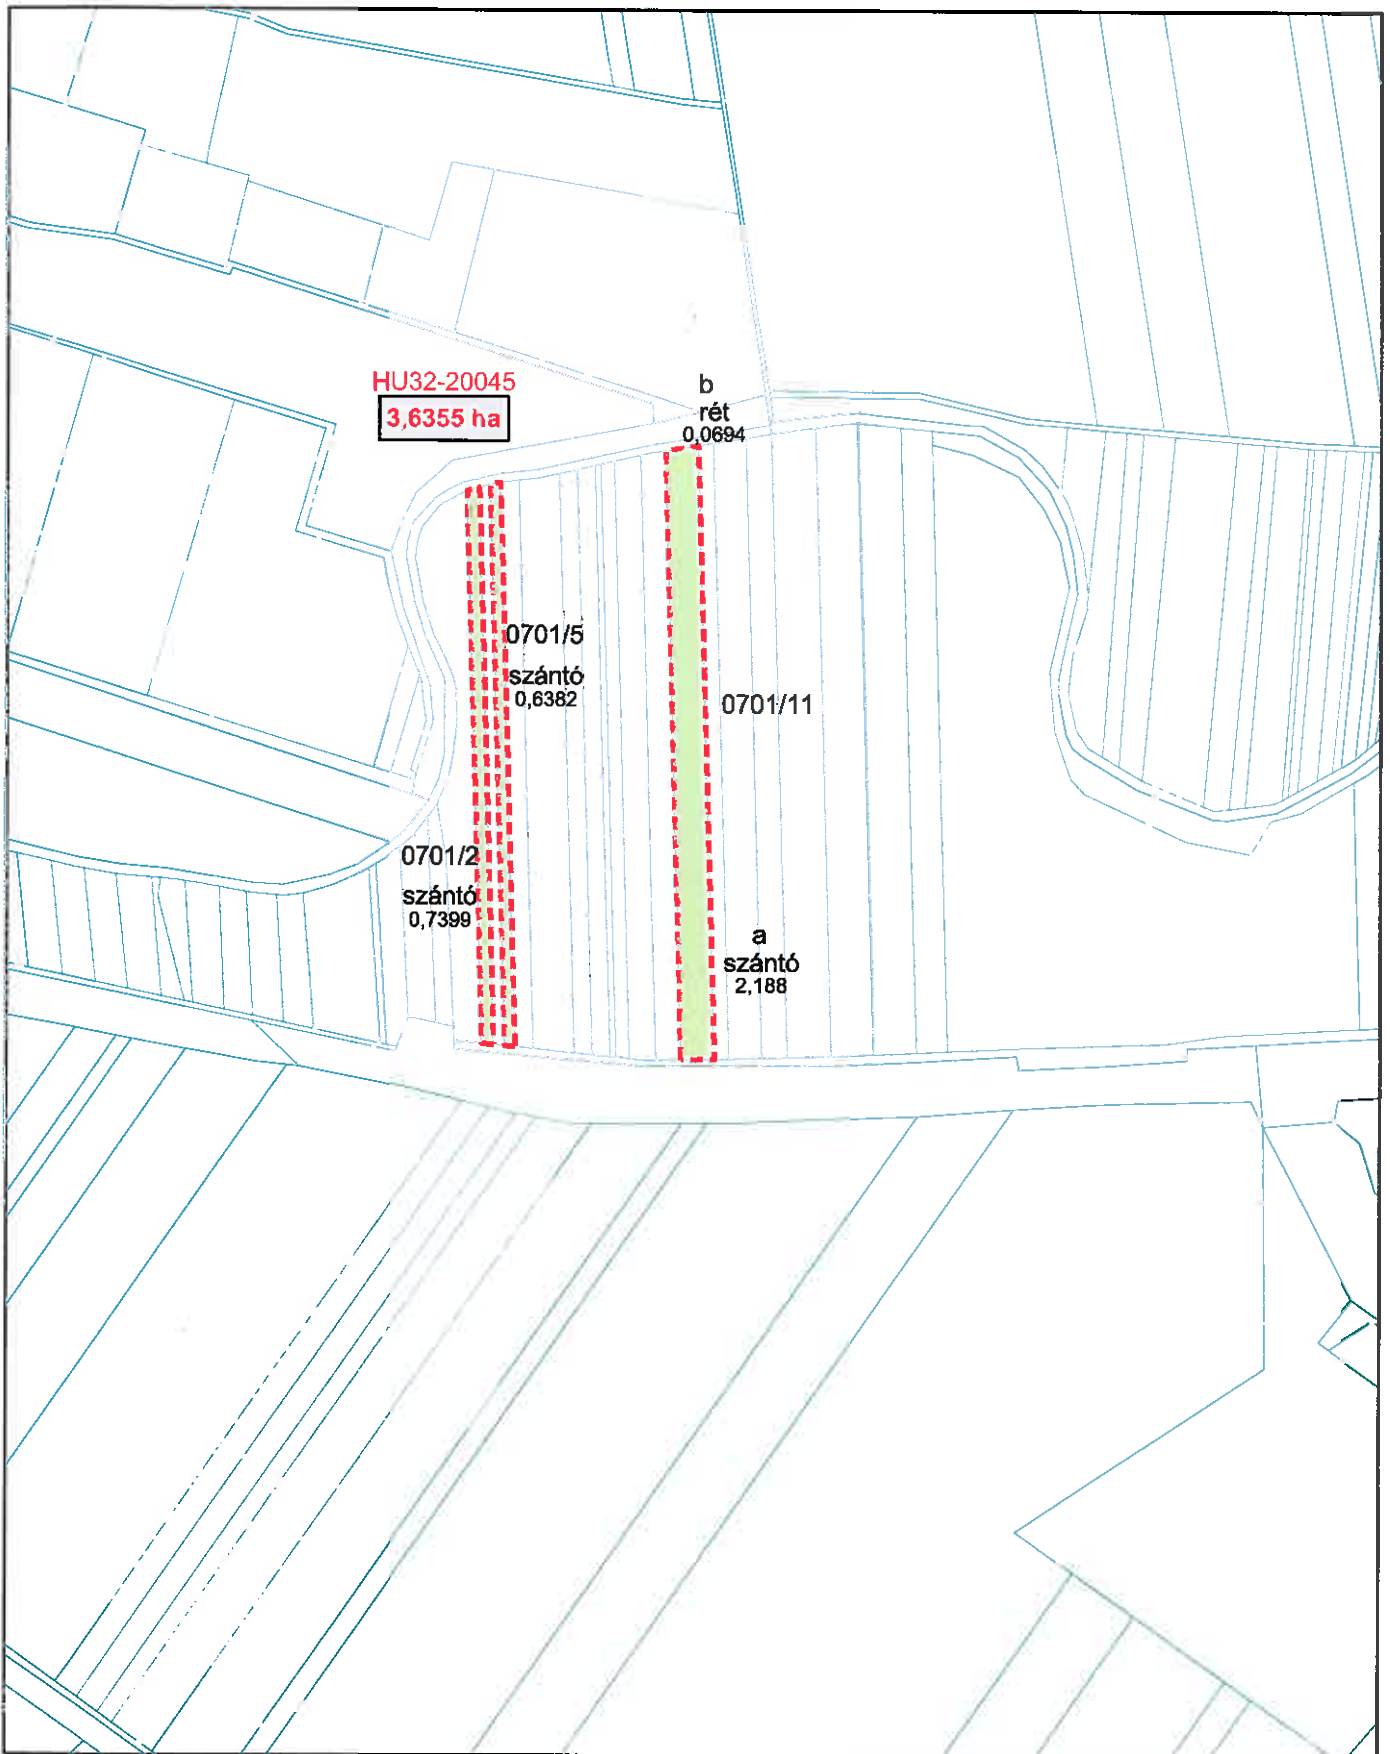 HU32-20045
3,6355 ha
b
rét
0,0694
0701/5
szántó
0,6382
0701/11
0701/2
szántó
0,7399
a
szántó
2,188